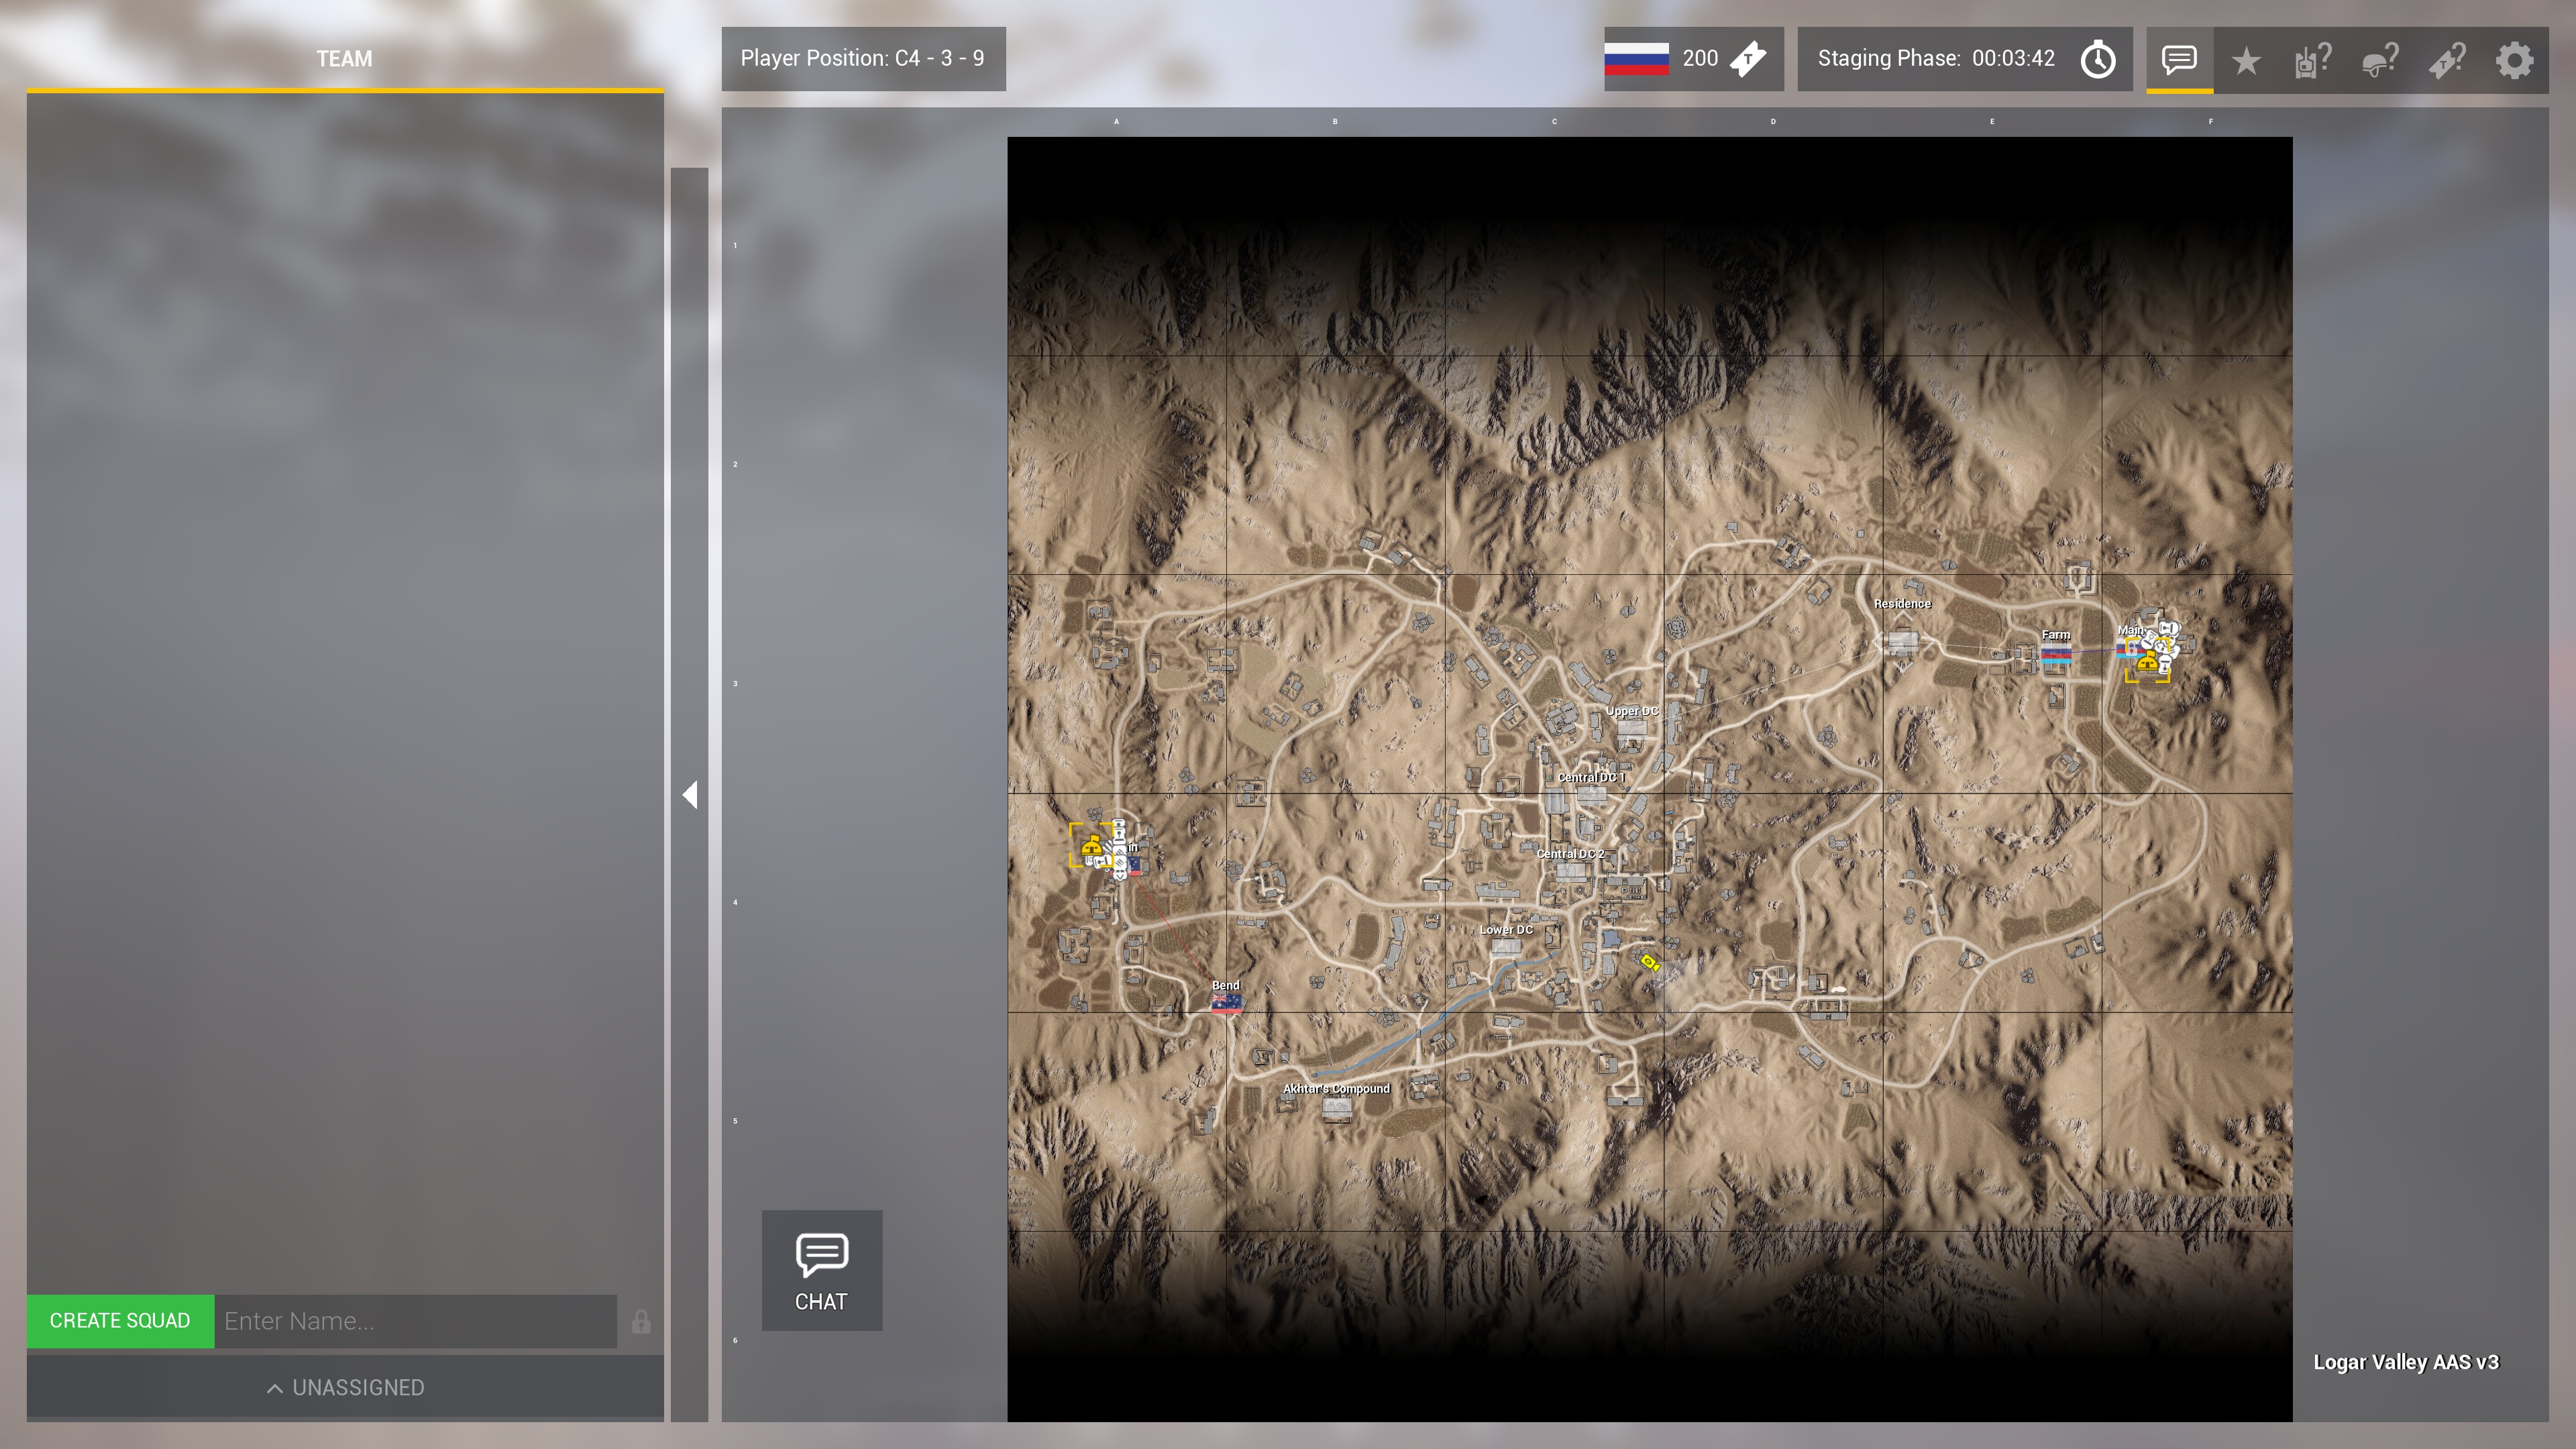 TEAM
Player Position: C4 - 3 - 9
200
Staging Phase: 00:03:42
A B C D E F
1
2
3
4
5
6
Residence
Farm
Main
Upper DC
Central DC 1
Central DC 2
Lower DC
Bend
Akhtar's Compound
CHAT
CREATE SQUAD
Enter Name...
UNASSIGNED
Logar Valley AAS v3